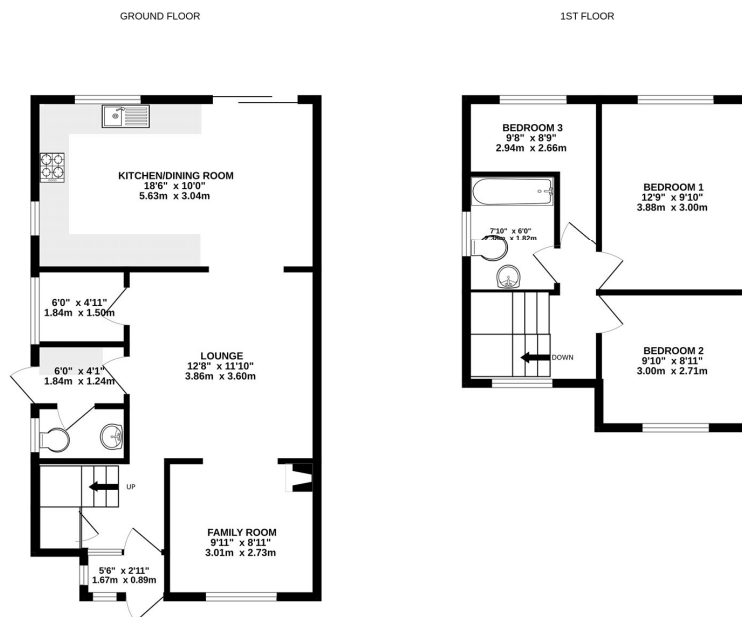 GROUND FLOOR
KITCHEN/DINING ROOM
18'6" x 10'0"
5.63m x 3.04m
6'0" x 4'11"
1.84m x 1.50m
LOUNGE
12'8" x 11'10"
3.86m x 3.60m
6'0" x 4'1"
1.84m x 1.24m
UP
FAMILY ROOM
9'11" x 8'11"
3.01m x 2.73m
5'6" x 2'11"
1.67m x 0.89m
1ST FLOOR
BEDROOM 3
9'8" x 8'9"
2.94m x 2.66m
BEDROOM 1
12'9" x 9'10"
3.88m x 3.00m
7'10" x 6'0"
x 1.82m
DOWN
BEDROOM 2
9'10" x 8'11"
3.00m x 2.71m